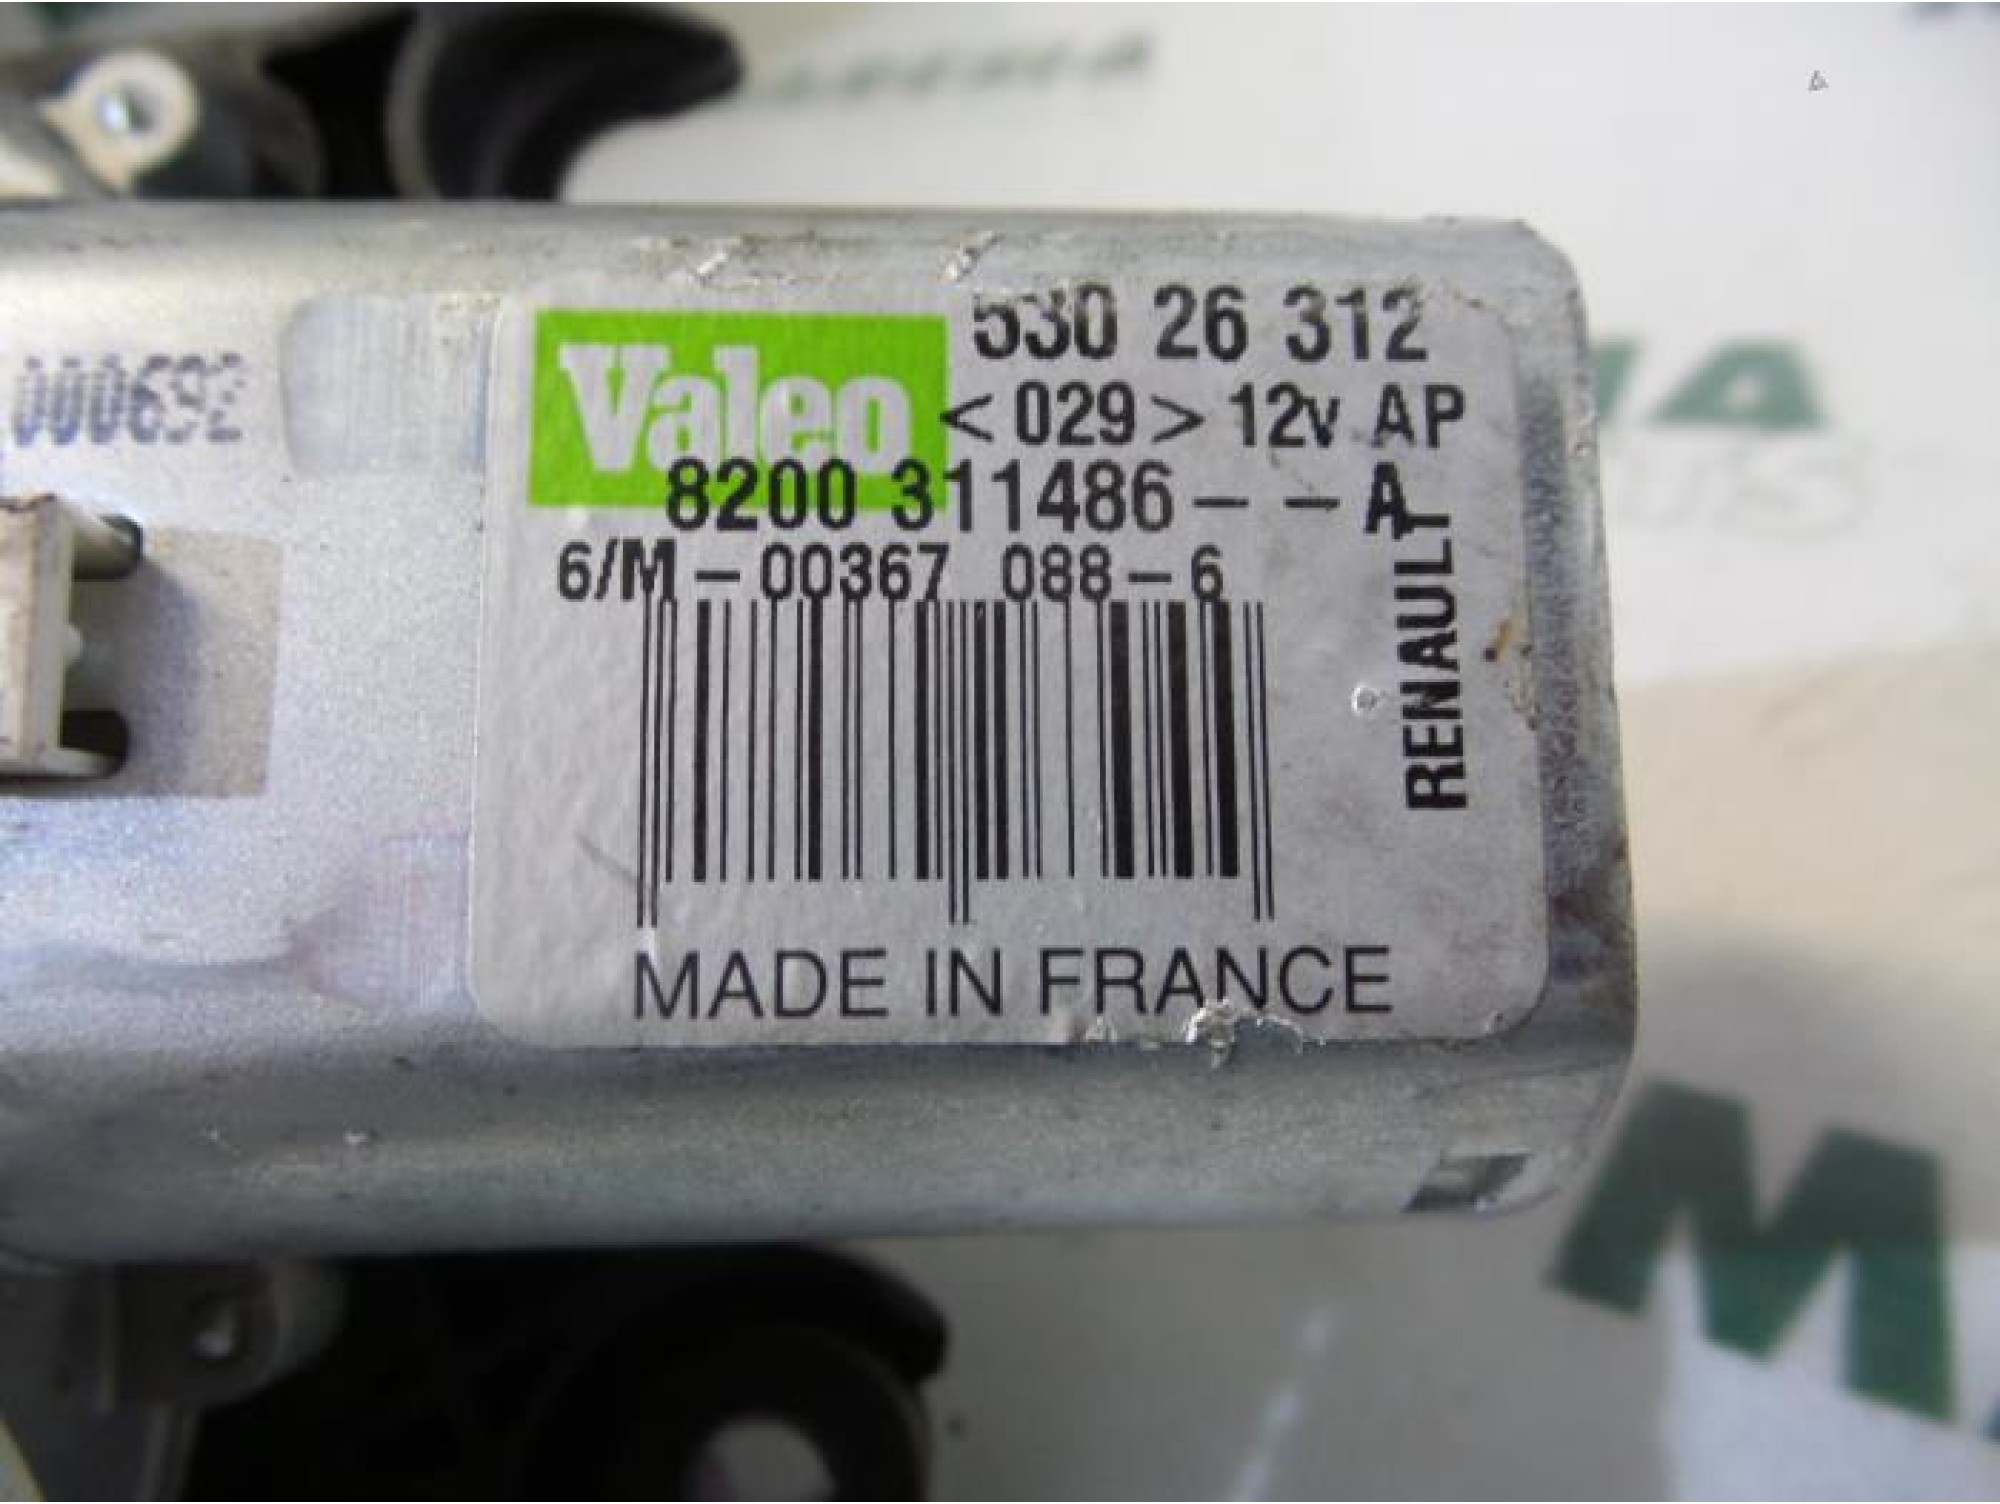 530 26 312
Valeo
<029> 12v AP
8200 311486 – – A
6/M – 00367 088 – 6
RENAULT
MADE IN FRANCE
000692